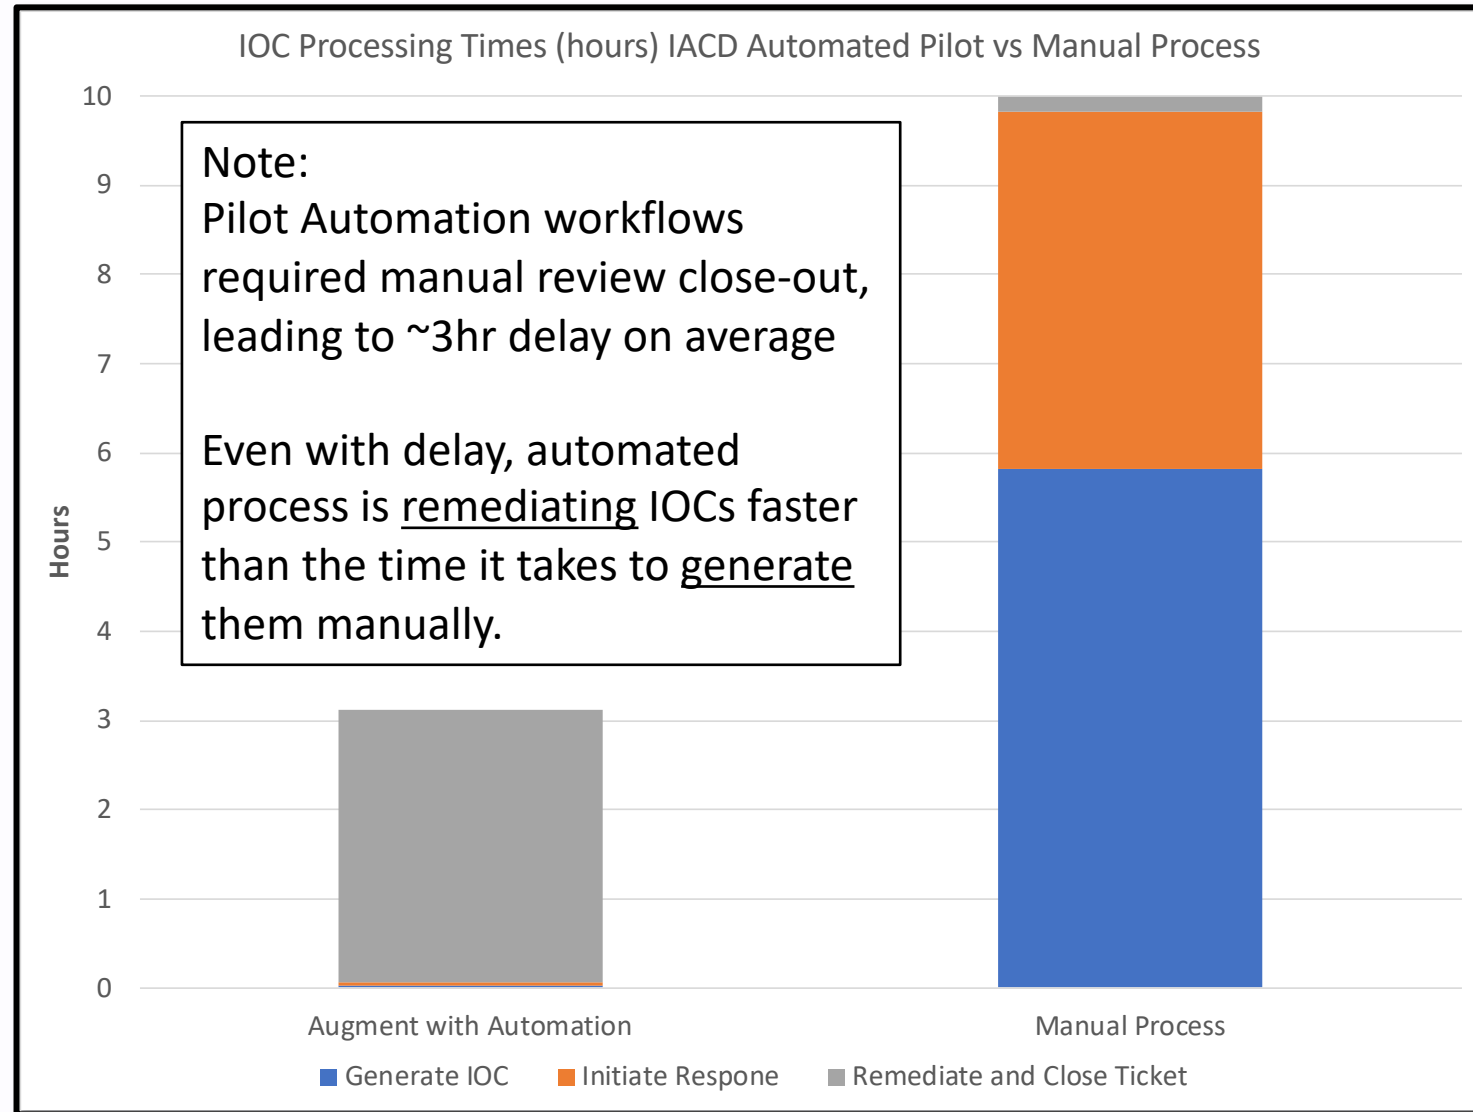 IOC Processing Times (hours) IACD Automated Pilot vs Manual Process
10
9
8
7
6
5
4
3
2
1
0
Hours
Note:
Pilot Automation workflows
required manual review close-out,
leading to ~3hr delay on average
Even with delay, automated
process is remediating IOCs faster
than the time it takes to generate
them manually.
Augment with Automation
Manual Process
Generate IOC
Initiate Respone
Remediate and Close Ticket